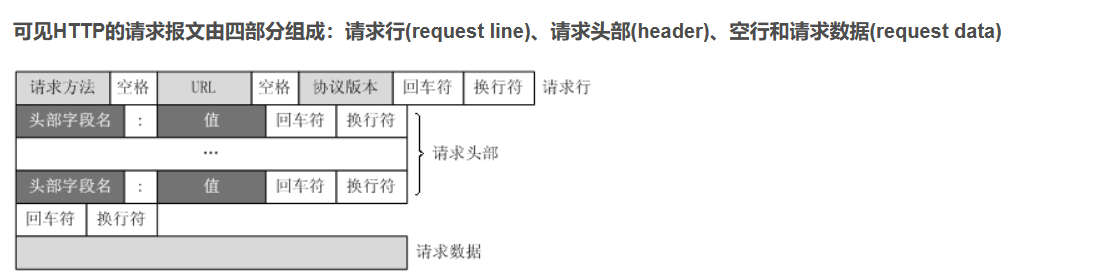 可见HTTP的请求报文由四部分组成：请求行(request line)、请求头部(header)、空行和请求数据(request data)
请求方法 空格 URL 空格 协议版本 回车符 换行符 请求行
头部字段名 : 值 回车符 换行符
… 请求头部
头部字段名 : 值 回车符 换行符
回车符 换行符
请求数据